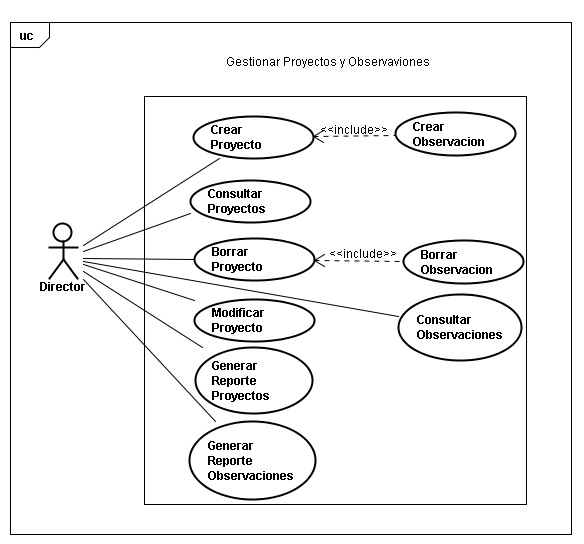 uc
Gestionar Proyectos y Observaviones
Crear
Proyecto
<<include>>
Crear
Observacion
Consultar
Proyectos
Borrar
Proyecto
<<include>>
Borrar
Observacion
Director
Modificar
Proyecto
Consultar
Observaciones
Generar
Reporte
Proyectos
Generar
Reporte
Observaciones